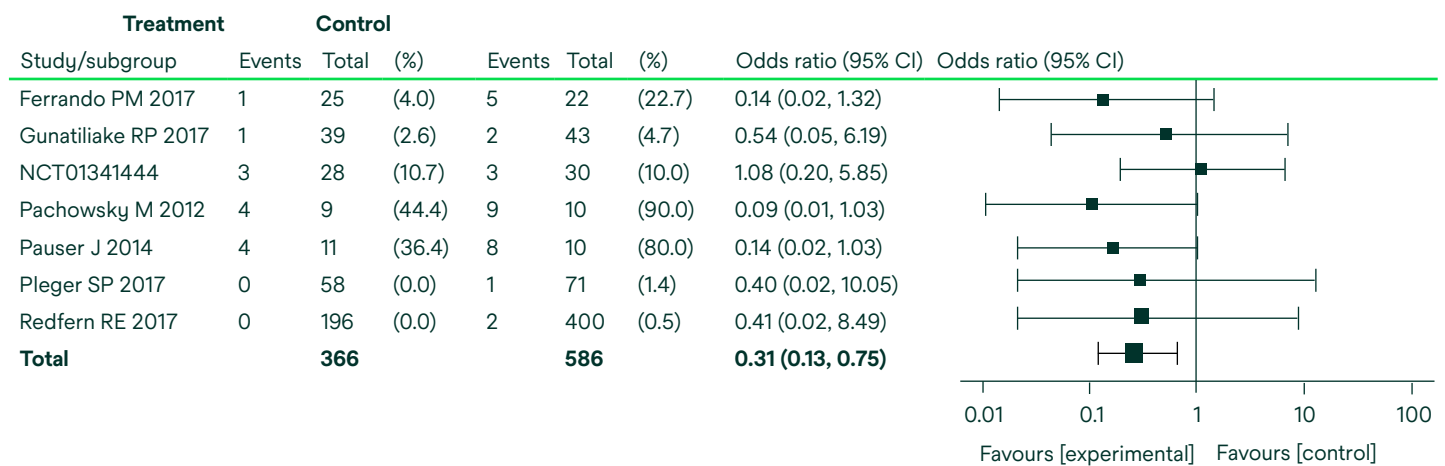 Treatment Control
Study/subgroup Events Total (%) Events Total (%) Odds ratio (95% CI) Odds ratio (95% CI)
Ferrando PM 2017 1 25 (4.0) 5 22 (22.7) 0.14 (0.02, 1.32)
Gunatiliake RP 2017 1 39 (2.6) 2 43 (4.7) 0.54 (0.05, 6.19)
NCT01341444 3 28 (10.7) 3 30 (10.0) 1.08 (0.20, 5.85)
Pachowsky M 2012 4 9 (44.4) 9 10 (90.0) 0.09 (0.01, 1.03)
Pauser J 2014 4 11 (36.4) 8 10 (80.0) 0.14 (0.02, 1.03)
Pleger SP 2017 0 58 (0.0) 1 71 (1.4) 0.40 (0.02, 10.05)
Redfern RE 2017 0 196 (0.0) 2 400 (0.5) 0.41 (0.02, 8.49)
Total 366 586 0.31 (0.13, 0.75)
0.01 0.1 1 10 100
Favours [experimental] Favours [control]